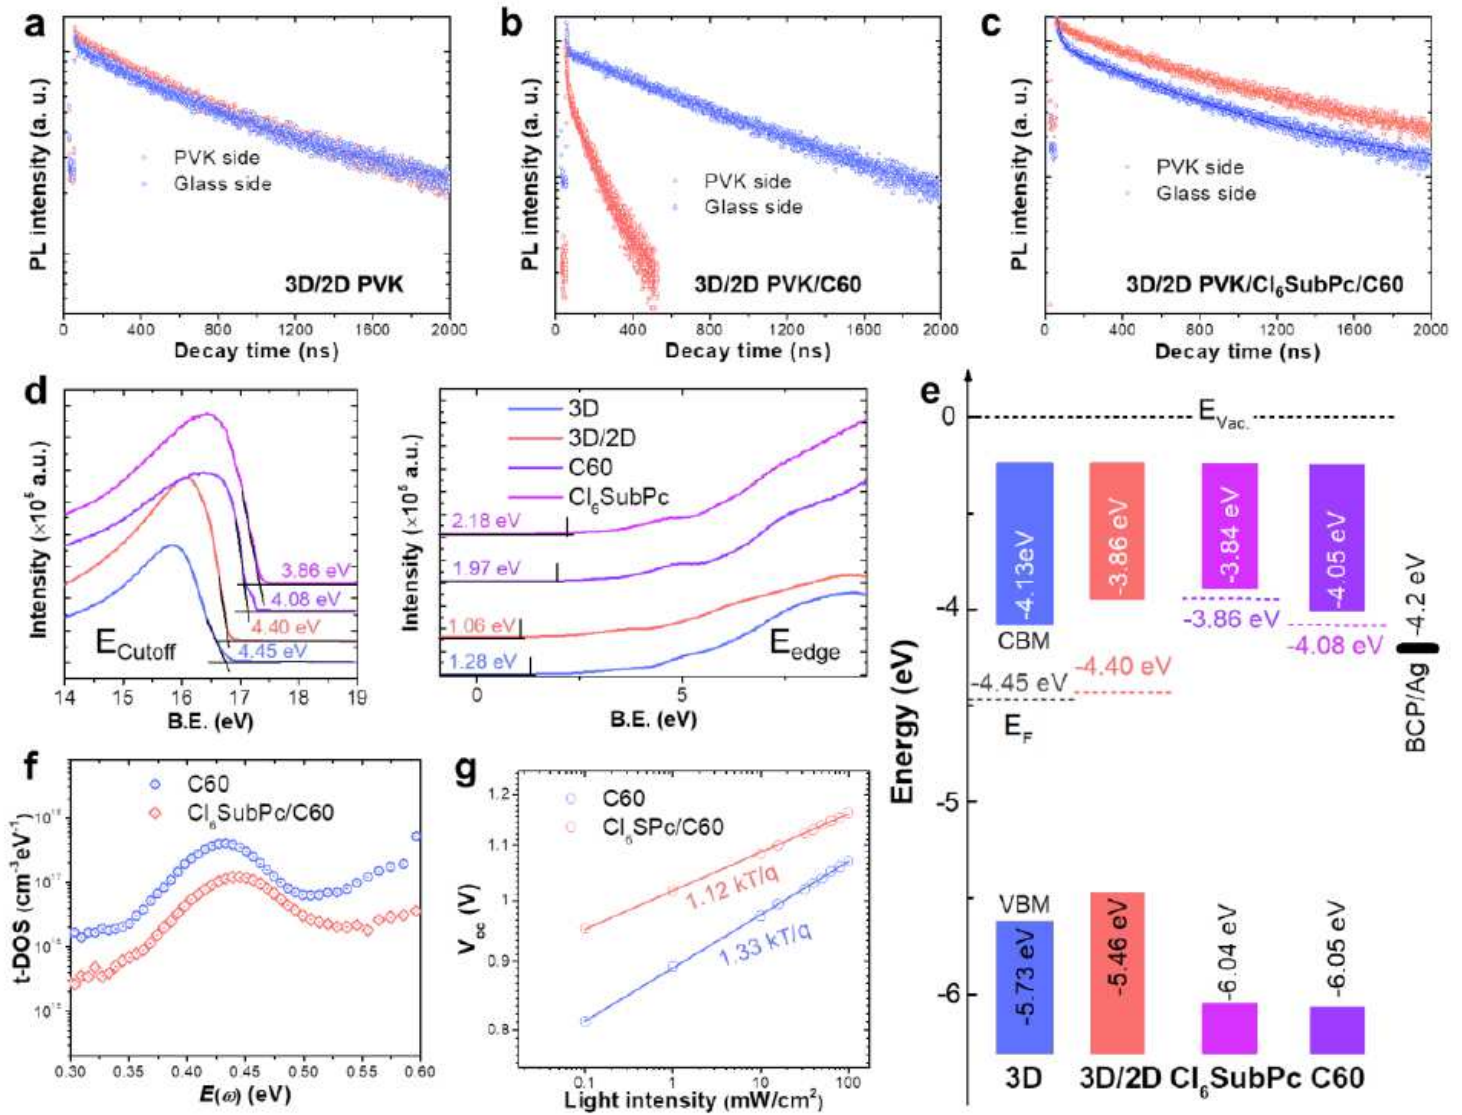 a
PL intensity (a. u.)
PVK side
Glass side
3D/2D PVK
0 400 800 1200 1600 2000
Decay time (ns)
b
PL intensity (a. u.)
PVK side
Glass side
3D/2D PVK/C60
0 400 800 1200 1600 2000
Decay time (ns)
c
PL intensity (a. u.)
PVK side
Glass side
3D/2D PVK/Cl6SubPc/C60
0 400 800 1200 1600 2000
Decay time (ns)
d
Intensity (×10⁵ a.u.)
3.86 eV
4.08 eV
4.40 eV
4.45 eV
ECutoff
14 15 16 17 18 19
B.E. (eV)
Intensity (×10⁵ a.u.)
3D
3D/2D
C60
Cl6SubPc
2.18 eV
1.97 eV
1.06 eV
1.28 eV
Eedge
0 5
B.E. (eV)
e
Energy (eV)
0
-4
-5
-6
EVac.
-4.13eV
-3.86 eV
-3.84 eV
-4.05 eV
-4.2 eV
BCP/Ag
CBM
-3.86 eV
-4.08 eV
-4.45 eV
-4.40 eV
EF
VBM
-5.73 eV
-5.46 eV
-6.04 eV
-6.05 eV
3D 3D/2D Cl6SubPc C60
f
t-DOS (cm⁻³eV⁻¹)
C60
Cl6SubPc/C60
0.30 0.35 0.40 0.45 0.50 0.55 0.60
E(ω) (eV)
g
Voc (V)
1.2
1.1
1
0.9
0.8
C60
Cl6SPc/C60
1.12 kT/q
1.33 kT/q
0.1 1 10 100
Light intensity (mW/cm²)